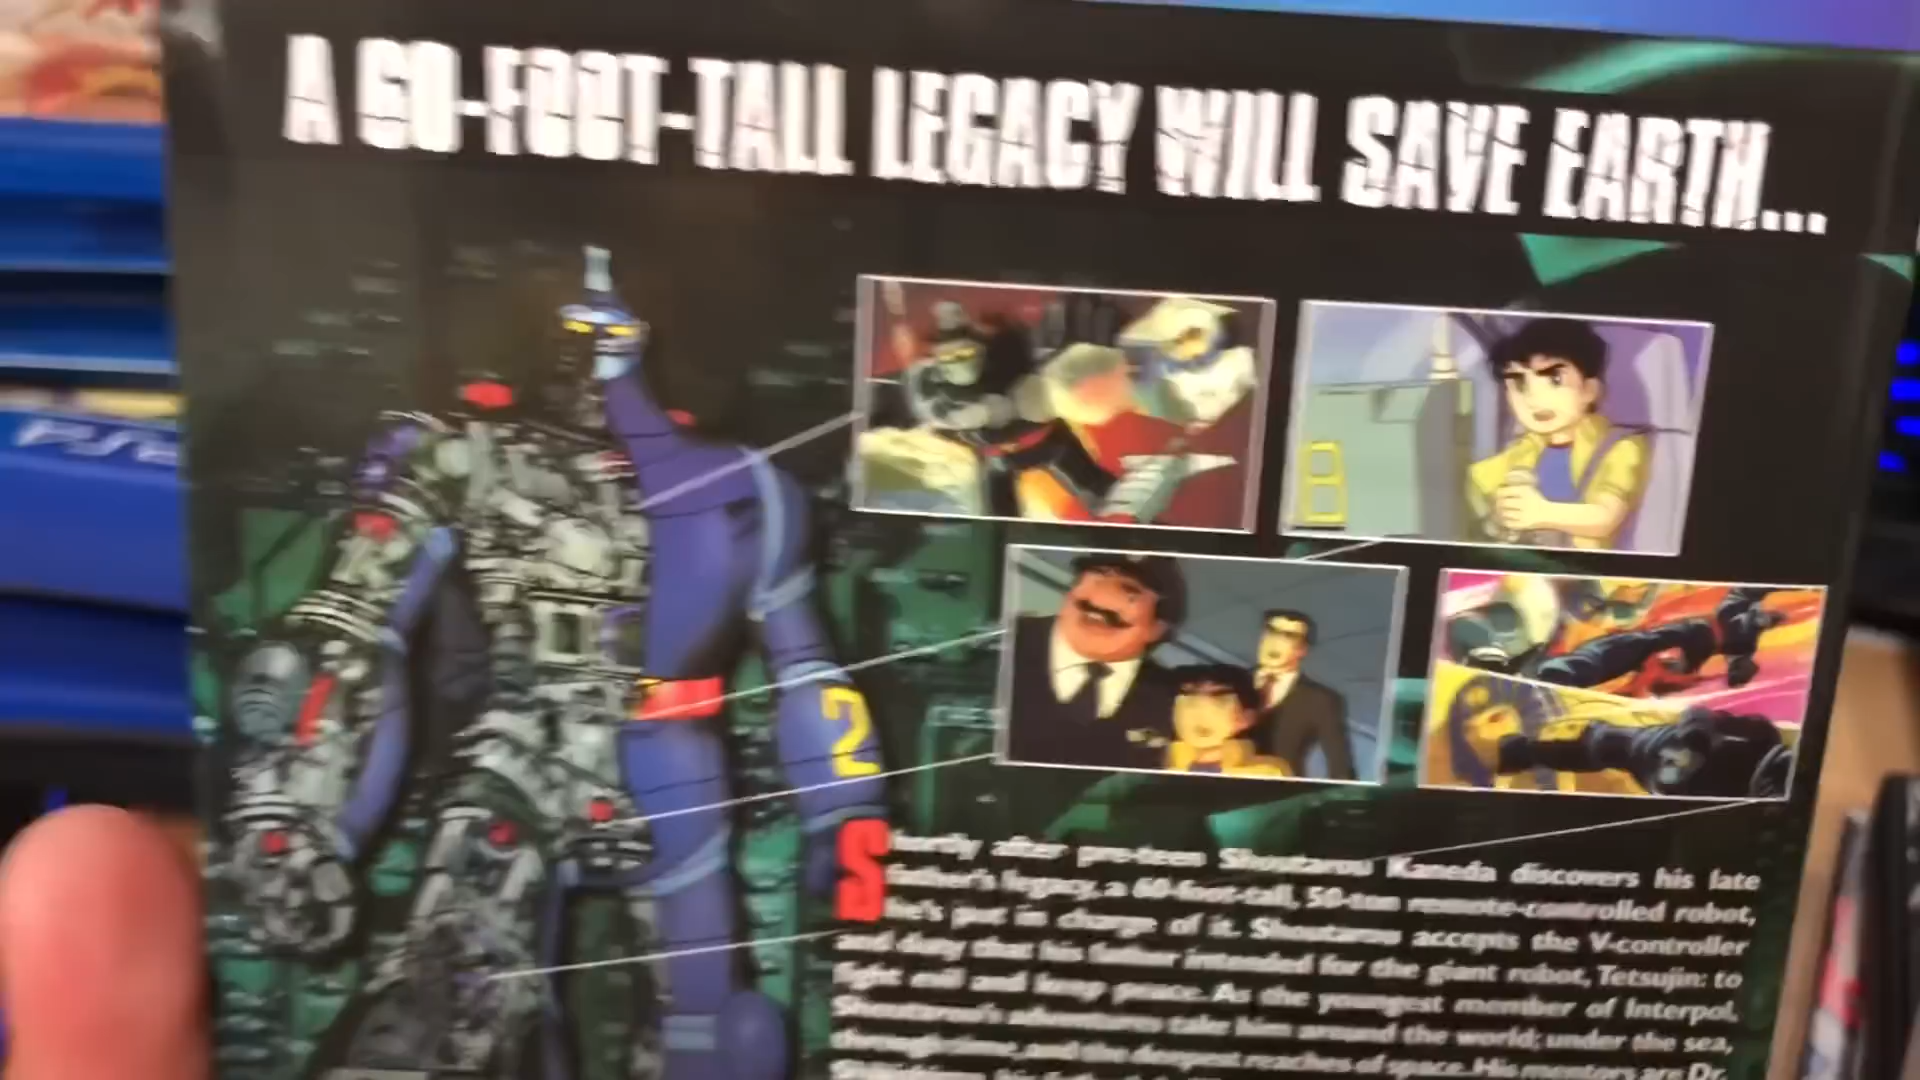 A 60-FOOT-TALL LEGACY WILL SAVE EARTH...
2
Shortly after pre-teen Shoutarou Kaneda discovers his late
father's legacy, a 60-foot-tall, 50-ton remote-controlled robot,
he's put in charge of it. Shoutarou accepts the V-controller
and duty that his father intended for the giant robot, Tetsujin: to
fight evil and keep peace. As the youngest member of Interpol,
Shoutarou's adventures take him around the world; under the sea,
through time, and the deepest reaches of space. His mentors are Dr.